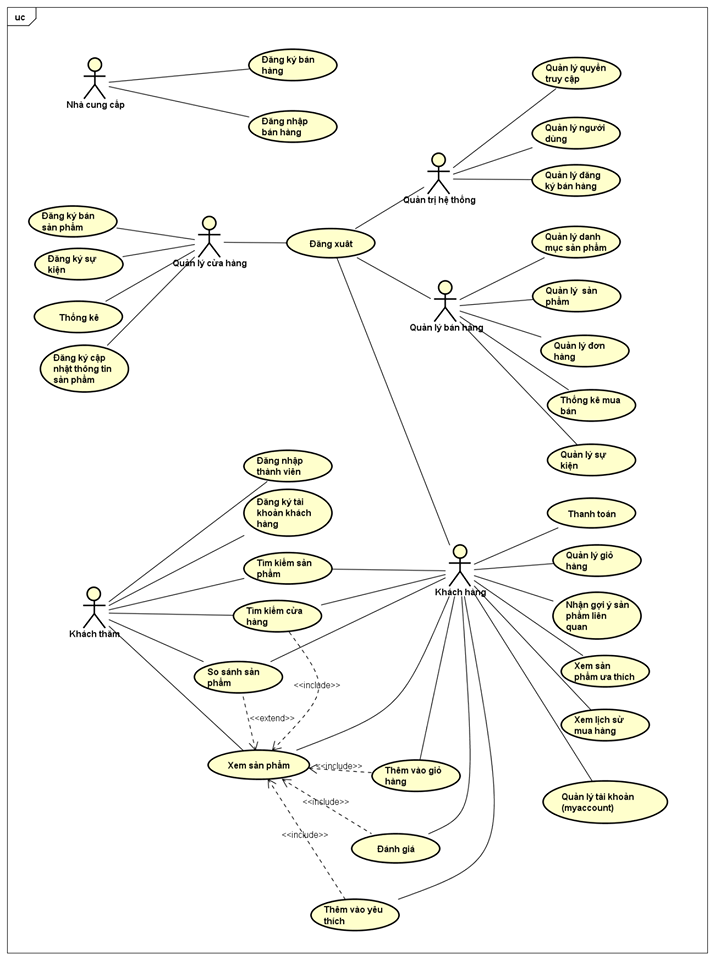 uc
Nhà cung cấp
Đăng ký bán
hàng
Đăng nhập
bán hàng
Quản trị hệ thống
Quản lý quyền
truy cập
Quản lý người
dùng
Quản lý đăng
ký bán hàng
Đăng ký bán
sản phẩm
Đăng ký sự
kiện
Thống kê
Đăng ký cập
nhật thông tin
sản phẩm
Quản lý cửa hàng
Đăng xuất
Quản lý bán hàng
Quản lý danh
mục sản phẩm
Quản lý sản
phẩm
Quản lý đơn
hàng
Thống kê mua
bán
Quản lý sự
kiện
Đăng nhập
thành viên
Đăng ký tài
khoản khách
hàng
Tìm kiếm sản
phẩm
Tìm kiếm cửa
hàng
So sánh sản
phẩm
Khách thăm
Khách hàng
Thanh toán
Quản lý giỏ
hàng
Nhận gợi ý sản
phẩm liên
quan
Xem sản
phẩm ưa thích
Xem lịch sử
mua hàng
Quản lý tài khoản
(myaccount)
<<include>>
<<extend>>
Xem sản phẩm
<<include>>
Thêm vào giỏ
hàng
<<include>>
<<include>>
Đánh giá
Thêm vào yêu
thích